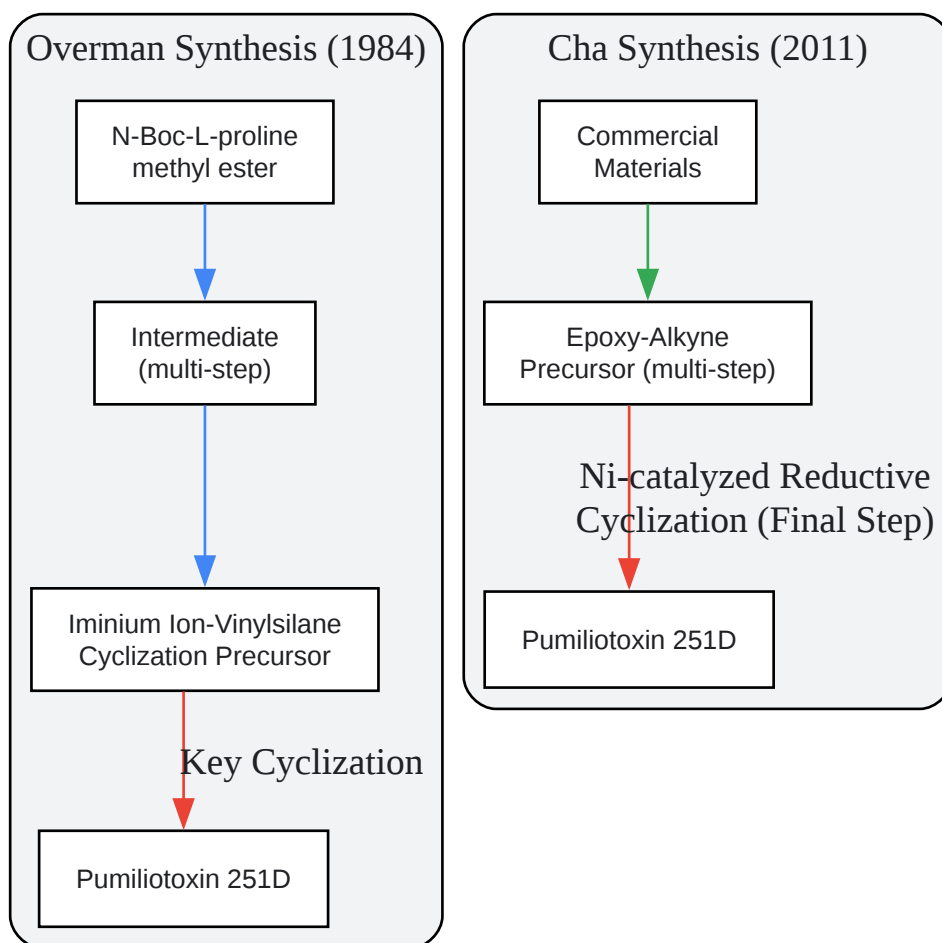 Overman Synthesis (1984)
N-Boc-L-proline
methyl ester
Intermediate
(multi-step)
Iminium Ion-Vinylsilane
Cyclization Precursor
Key Cyclization
Pumiliotoxin 251D
Cha Synthesis (2011)
Commercial
Materials
Epoxy-Alkyne
Precursor (multi-step)
Ni-catalyzed Reductive
Cyclization (Final Step)
Pumiliotoxin 251D